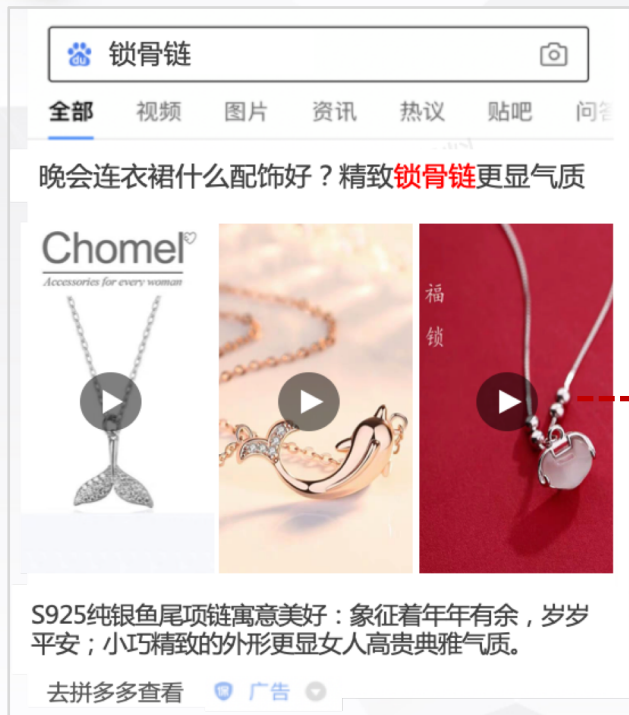 du
锁骨链
全部 视频 图片 资讯 热议 贴吧 问答
晚会连衣裙什么配饰好？精致锁骨链更显气质
Chomel
Accessories for every woman
福
锁
S925纯银鱼尾项链寓意美好：象征着年年有余，岁岁
平安；小巧精致的外形更显女人高贵典雅气质。
去拼多多查看 保 广告